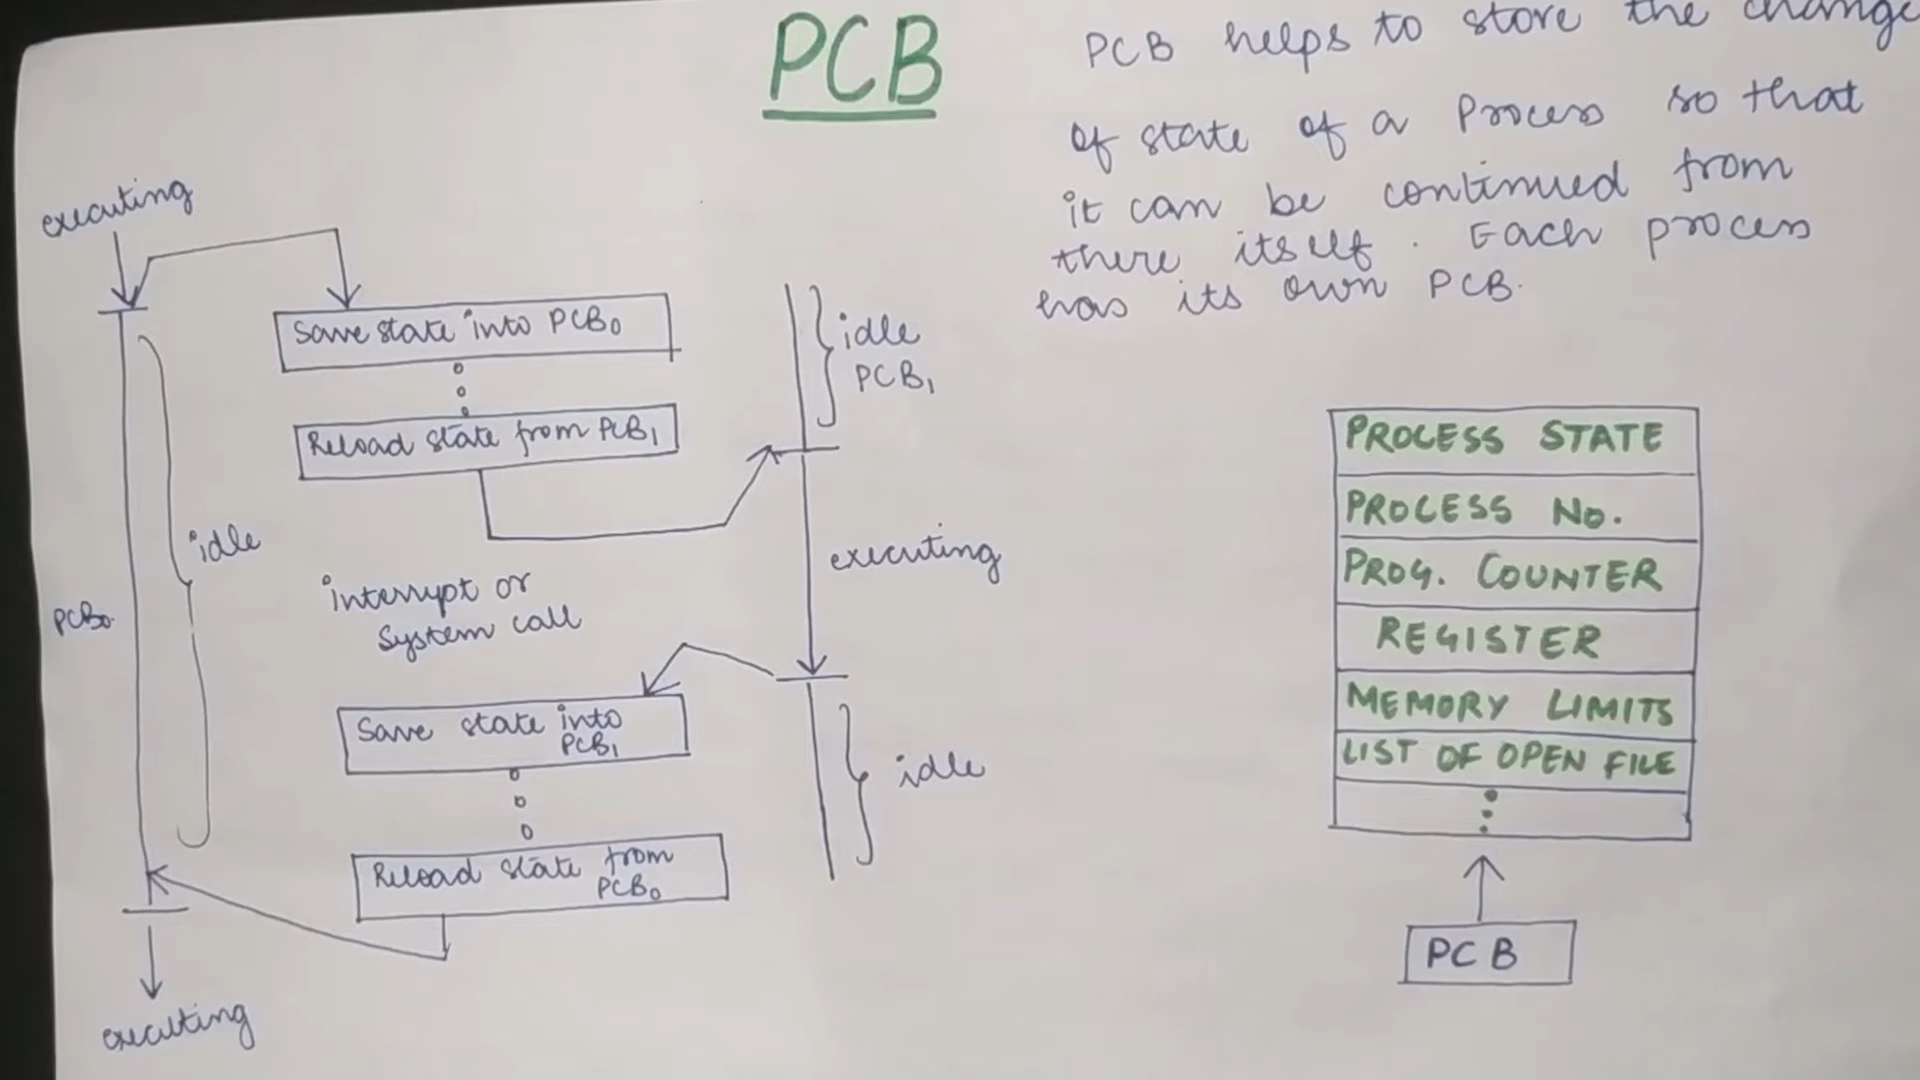 PCB
PCB helps to store the change
of state of a Process so that
it can be continued from
there itself. Each process
has its own PCB.
executing
Save state into PCB0
Reload state from PCB1
idle
PCB1
idle
PCB0
interrupt or
System call
executing
Save state into
PCB1
idle
Reload state from
PCB0
executing
PROCESS STATE
PROCESS No.
PROG. COUNTER
REGISTER
MEMORY LIMITS
LIST OF OPEN FILE
PCB